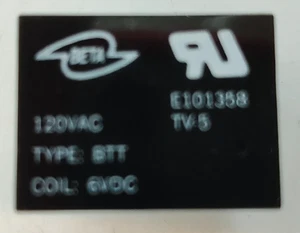 BETA
E101358
120VAC TV-5
TYPE: BTT
COIL: 6VDC